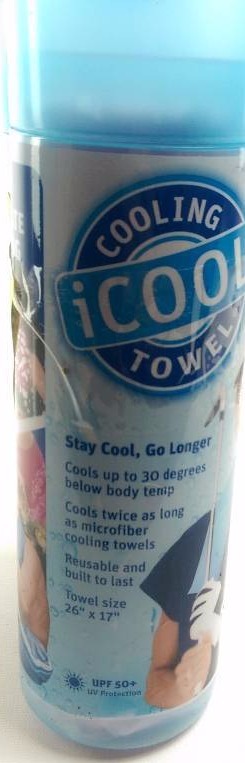 COOLING
iCOOL
TOWEL
Stay Cool, Go Longer
Cools up to 30 degrees
below body temp
Cools twice as long
as microfiber
cooling towels
Reusable and
built to last
Towel size
26" x 17"
UPF 50+
UV Protection